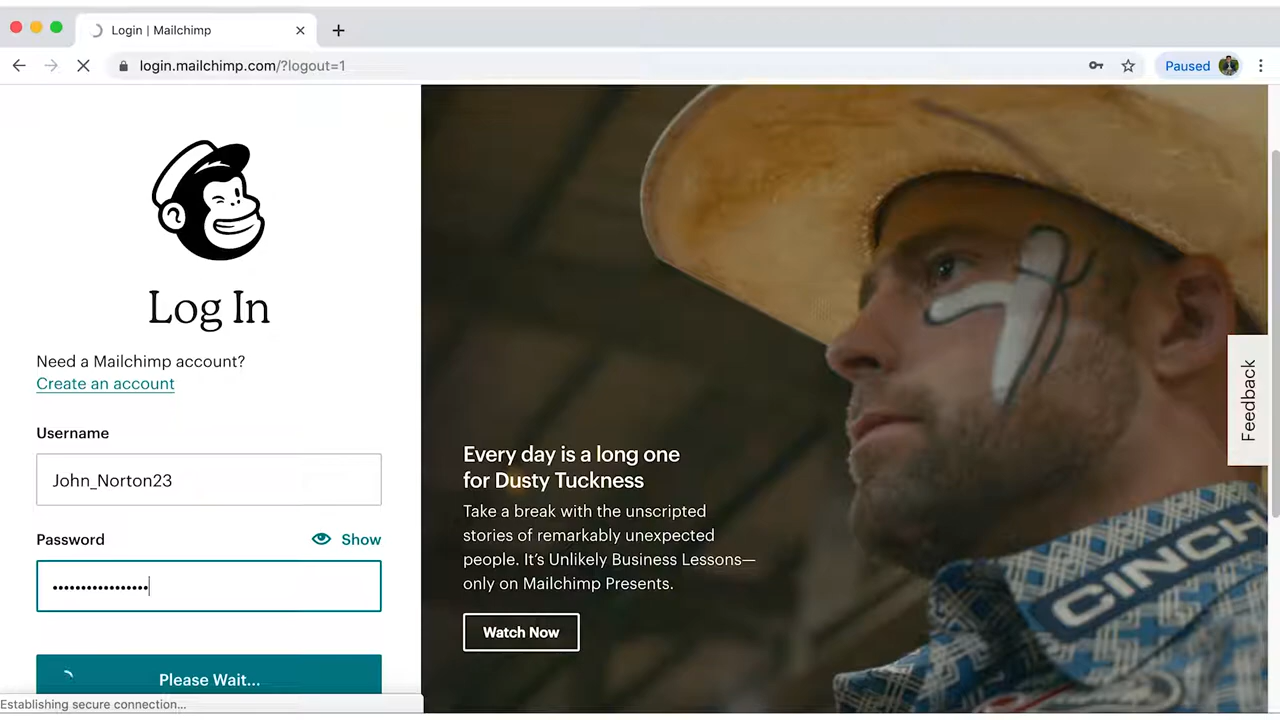 Login | Mailchimp
login.mailchimp.com/?logout=1
Paused
Log In
Need a Mailchimp account?
Create an account
Username
John_Norton23
Password
Show
•••••••••••••••••
Please Wait...
Establishing secure connection...
Every day is a long one
for Dusty Tuckness
Take a break with the unscripted
stories of remarkably unexpected
people. It's Unlikely Business Lessons—
only on Mailchimp Presents.
Watch Now
CINCH
Feedback